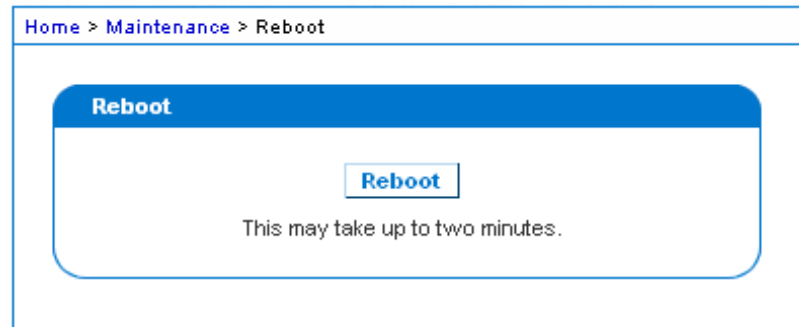 Home > Maintenance > Reboot
Reboot
Reboot
This may take up to two minutes.